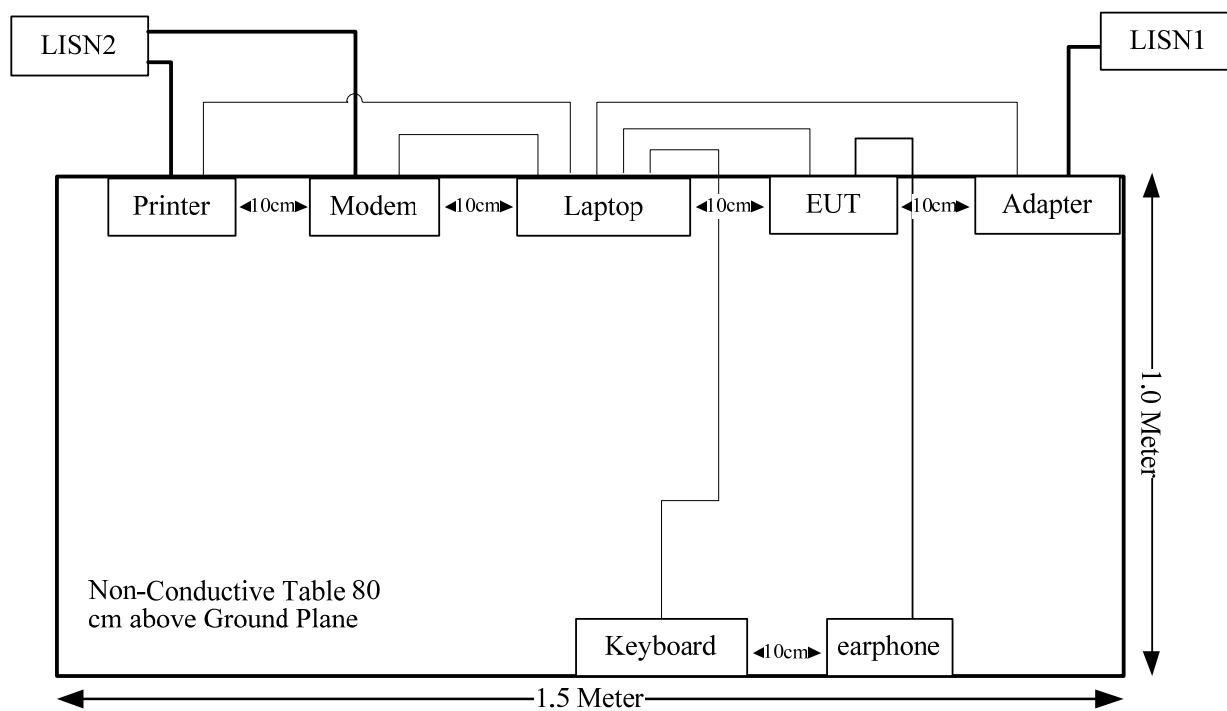 LISN2
LISN1
Printer
10cm
Modem
10cm
Laptop
10cm
EUT
10cm
Adapter
1.0 Meter
Non-Conductive Table 80
cm above Ground Plane
Keyboard
10cm
earphone
1.5 Meter